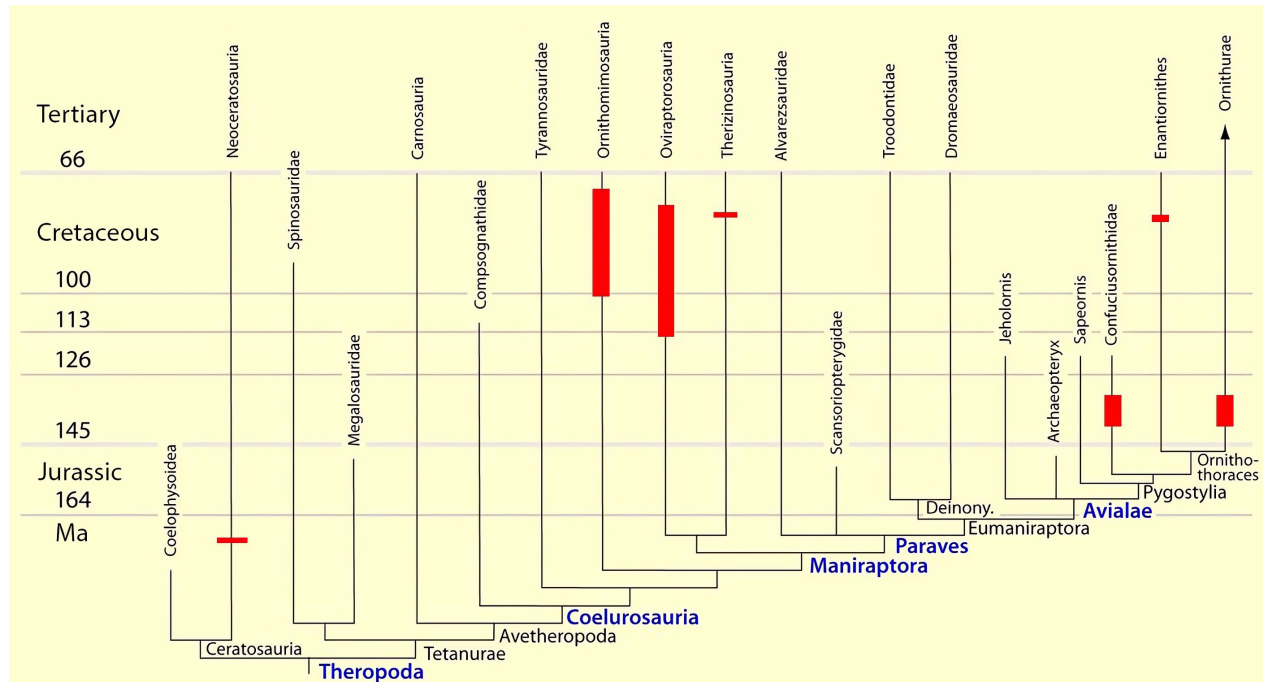 Tertiary
66
Cretaceous
100
113
126
145
Jurassic
164
Ma
Coelophysoidea
Neoceratosauria
Spinosauridae
Megalosauridae
Carnosauria
Compsognathidae
Tyrannosauridae
Ornithomimosauria
Oviraptorosauria
Therizinosauria
Alvarezsauridae
Scansoriopterygidae
Troodontidae
Dromaeosauridae
Jeholornis
Archaeopteryx
Sapeornis
Confuciusornithidae
Enantiornithes
Ornithurae
Ornitho-
thoraces
Pygostylia
Avialae
Deinony.
Eumaniraptora
Paraves
Maniraptora
Coelurosauria
Avetheropoda
Tetanurae
Ceratosauria
Theropoda